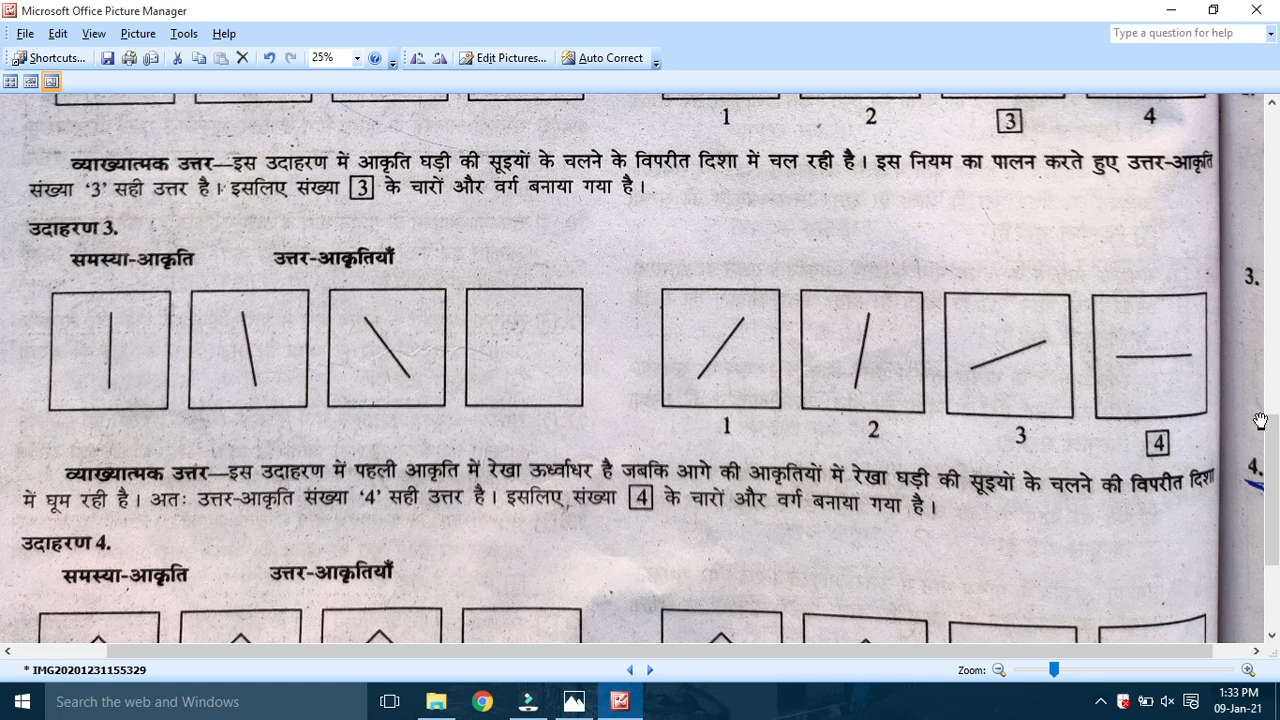 Microsoft Office Picture Manager
File Edit View Picture Tools Help
Type a question for help
Shortcuts... 25% Edit Pictures... Auto Correct
1 2 3 4
व्याख्यात्मक उत्तर—इस उदाहरण में आकृति घड़ी की सूइयों के चलने के विपरीत दिशा में चल रही है। इस नियम का पालन करते हुए उत्तर-आकृति
संख्या ‘3’ सही उत्तर है। इसलिए संख्या 3 के चारों और वर्ग बनाया गया है।
उदाहरण 3.
समस्या-आकृति उत्तर-आकृतियाँ
3.
1 2 3 4
व्याख्यात्मक उत्तर—इस उदाहरण में पहली आकृति में रेखा ऊर्ध्वाधर है जबकि आगे की आकृतियों में रेखा घड़ी की सूइयों के चलने की विपरीत दिशा
4.
में घूम रही है। अतः उत्तर-आकृति संख्या ‘4’ सही उत्तर है। इसलिए संख्या 4 के चारों और वर्ग बनाया गया है।
उदाहरण 4.
समस्या-आकृति उत्तर-आकृतियाँ
* IMG20201231155329
Zoom:
Search the web and Windows
1:33 PM
09-Jan-21